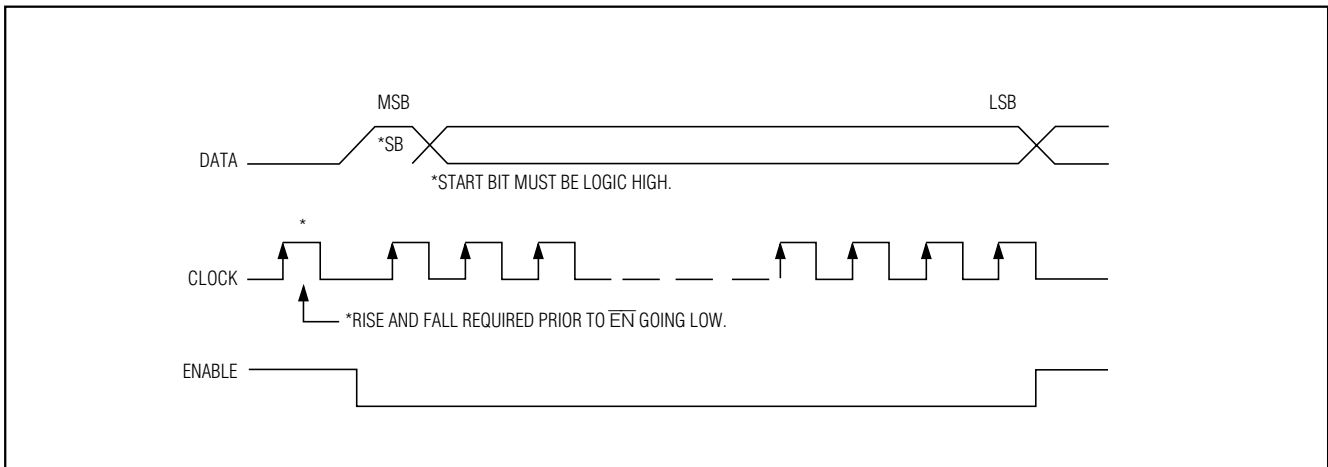 MSB
LSB
*SB
DATA
*START BIT MUST BE LOGIC HIGH.
*
CLOCK
*RISE AND FALL REQUIRED PRIOR TO E̅N̅ GOING LOW.
ENABLE